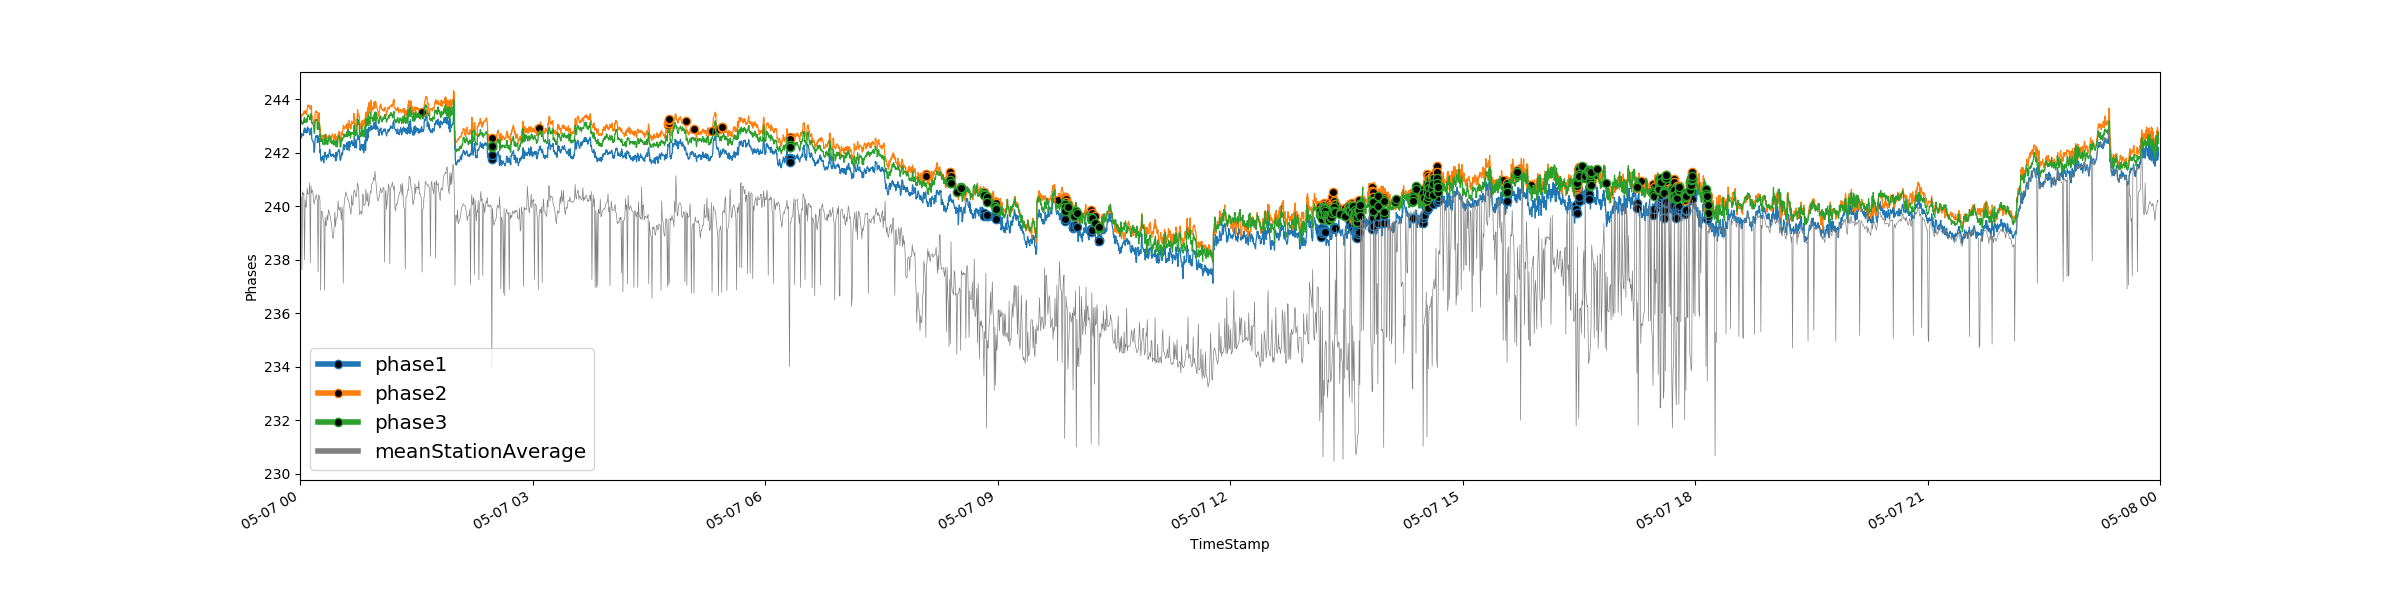 244
242
240
238
236
234
232
230
Phases
phase1
phase2
phase3
meanStationAverage
05-07 00
05-07 03
05-07 06
05-07 09
05-07 12
05-07 15
05-07 18
05-07 21
05-08 00
TimeStamp